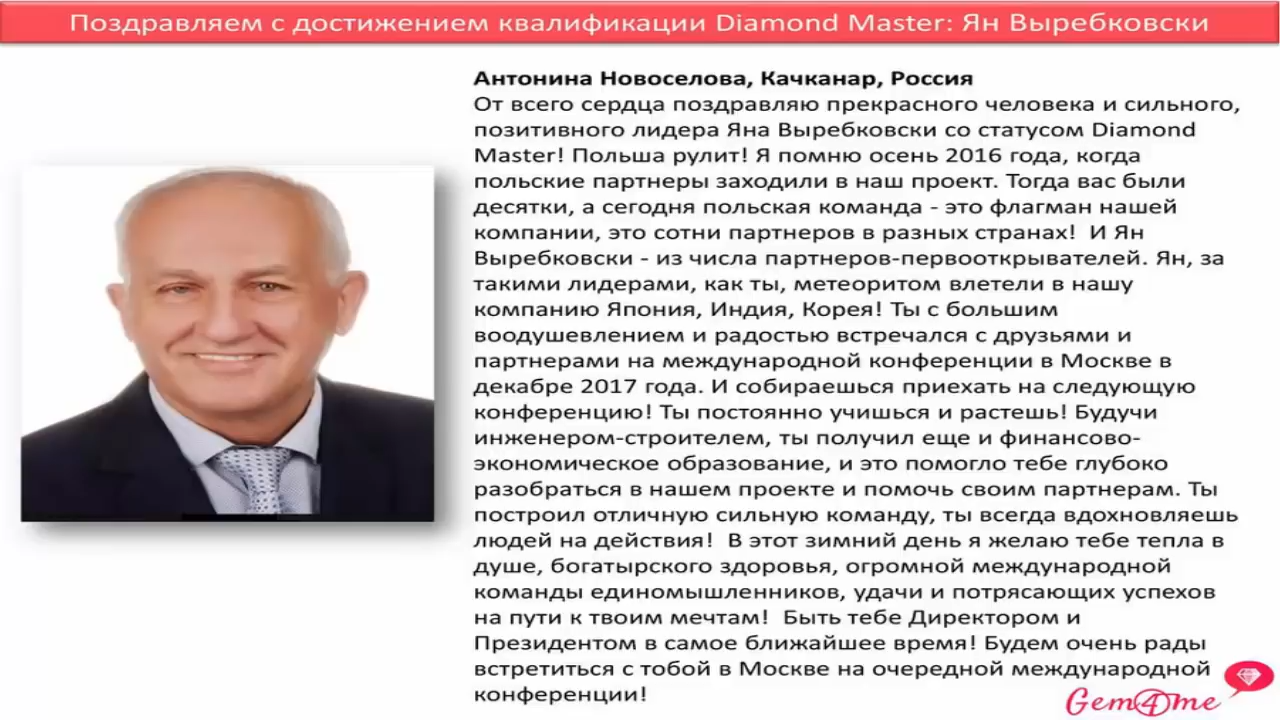 Поздравляем с достижением квалификации Diamond Master: Ян Выребковски
Антонина Новоселова, Качканар, Россия
От всего сердца поздравляю прекрасного человека и сильного,
позитивного лидера Яна Выребковски со статусом Diamond
Master! Польша рулит! Я помню осень 2016 года, когда
польские партнеры заходили в наш проект. Тогда вас были
десятки, а сегодня польская команда - это флагман нашей
компании, это сотни партнеров в разных странах!  И Ян
Выребковски - из числа партнеров-первооткрывателей. Ян, за
такими лидерами, как ты, метеоритом влетели в нашу
компанию Япония, Индия, Корея! Ты с большим
воодушевлением и радостью встречался с друзьями и
партнерами на международной конференции в Москве в
декабре 2017 года. И собираешься приехать на следующую
конференцию! Ты постоянно учишься и растешь! Будучи
инженером-строителем, ты получил еще и финансово-
экономическое образование, и это помогло тебе глубоко
разобраться в нашем проекте и помочь своим партнерам. Ты
построил отличную сильную команду, ты всегда вдохновляешь
людей на действия!  В этот зимний день я желаю тебе тепла в
душе, богатырского здоровья, огромной международной
команды единомышленников, удачи и потрясающих успехов
на пути к твоим мечтам!  Быть тебе Директором и
Президентом в самое ближайшее время! Будем очень рады
встретиться с тобой в Москве на очередной международной
конференции!
Gem4me